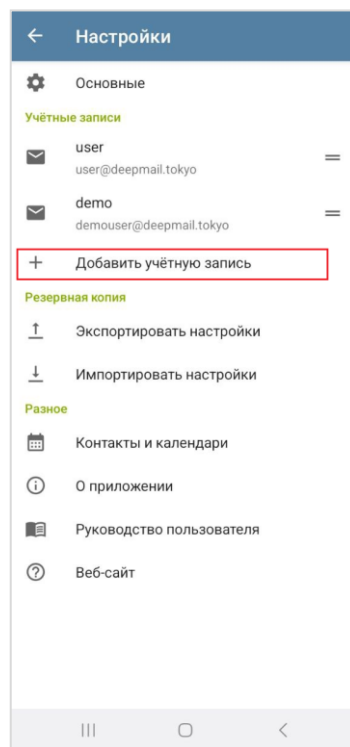 Настройки
Основные
Учётные записи
user
user@deepmail.tokyo
demo
demouser@deepmail.tokyo
Добавить учётную запись
Резервная копия
Экспортировать настройки
Импортировать настройки
Разное
Контакты и календари
О приложении
Руководство пользователя
Веб-сайт